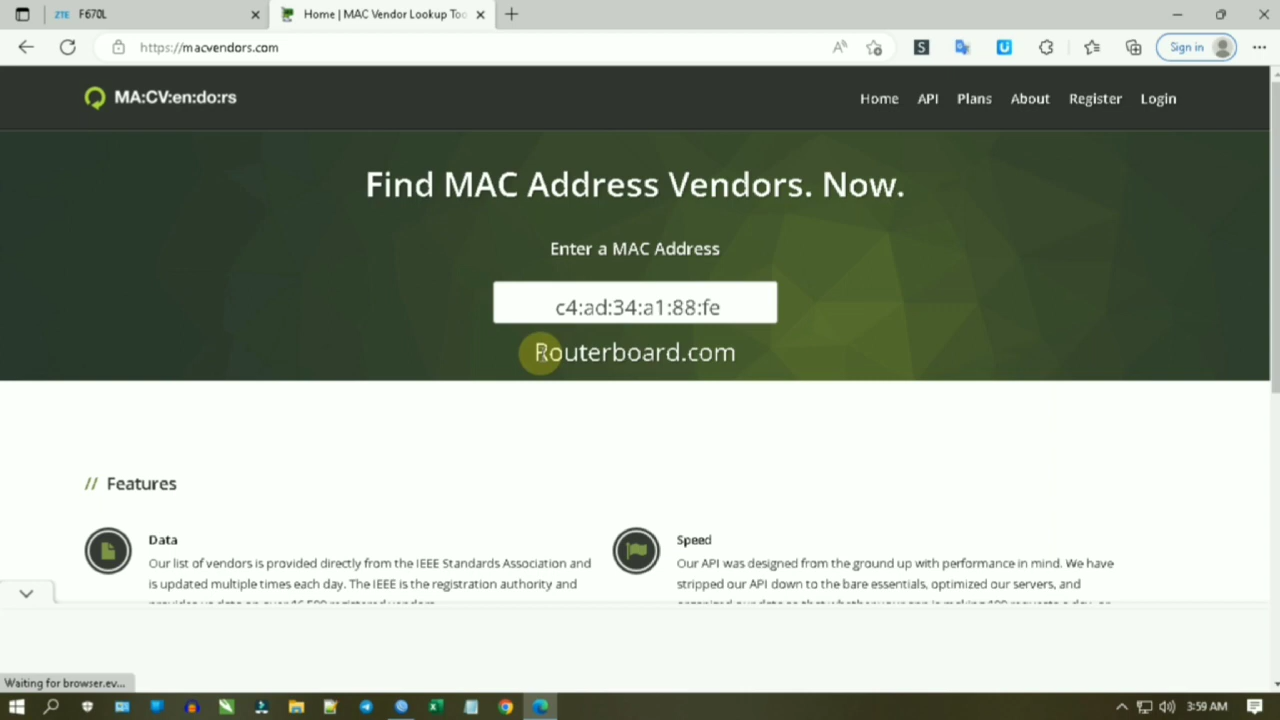 ZTE F670L
Home | MAC Vendor Lookup Too
https://macvendors.com
Sign in
MA:CV:en:do:rs
Home API Plans About Register Login
Find MAC Address Vendors. Now.
Enter a MAC Address
c4:ad:34:a1:88:fe
Routerboard.com
// Features
Data
Our list of vendors is provided directly from the IEEE Standards Association and
is updated multiple times each day. The IEEE is the registration authority and
Speed
Our API was designed from the ground up with performance in mind. We have
stripped our API down to the bare essentials, optimized our servers, and
Waiting for browser.ev...
3:59 AM